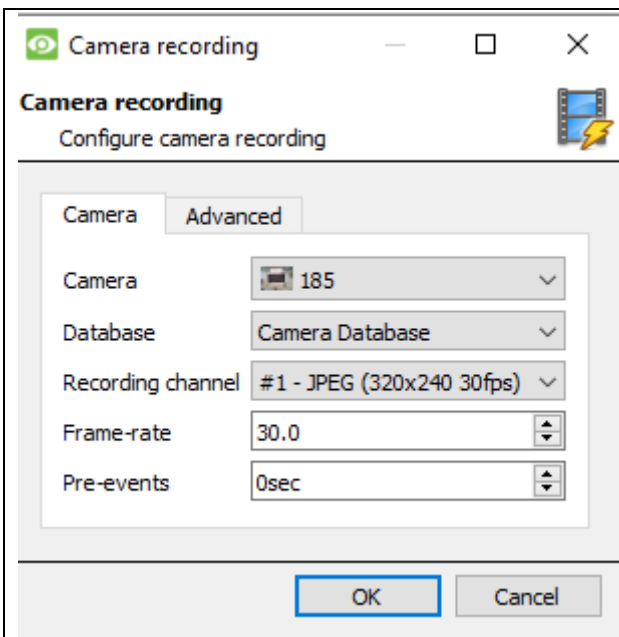 Camera recording
Camera recording
Configure camera recording
Camera Advanced
Camera 185
Database Camera Database
Recording channel #1 - JPEG (320x240 30fps)
Frame-rate 30.0
Pre-events 0sec
OK Cancel